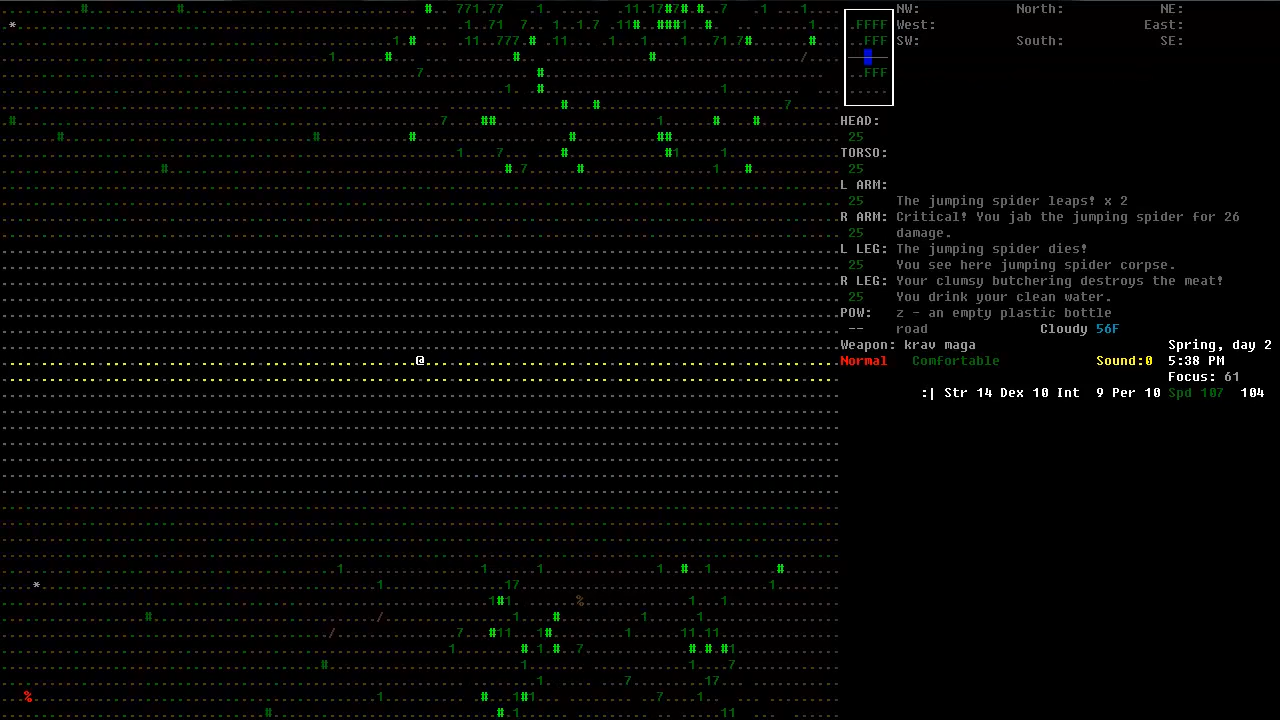 NW: North: NE:
West: East:
SW: South: SE:
.FFFF
.FFF
..FFF
HEAD:
25
TORSO:
25
L ARM:
25 The jumping spider leaps! x 2
R ARM: Critical! You jab the jumping spider for 26
25 damage.
L LEG: The jumping spider dies!
25 You see here jumping spider corpse.
R LEG: Your clumsy butchering destroys the meat!
25 You drink your clean water.
POW: z - an empty plastic bottle
-- road Cloudy 56F
Weapon: krav maga Spring, day 2
Normal Comfortable Sound:0 5:38 PM
Focus: 61
:| Str 14 Dex 10 Int 9 Per 10 Spd 107 104
@